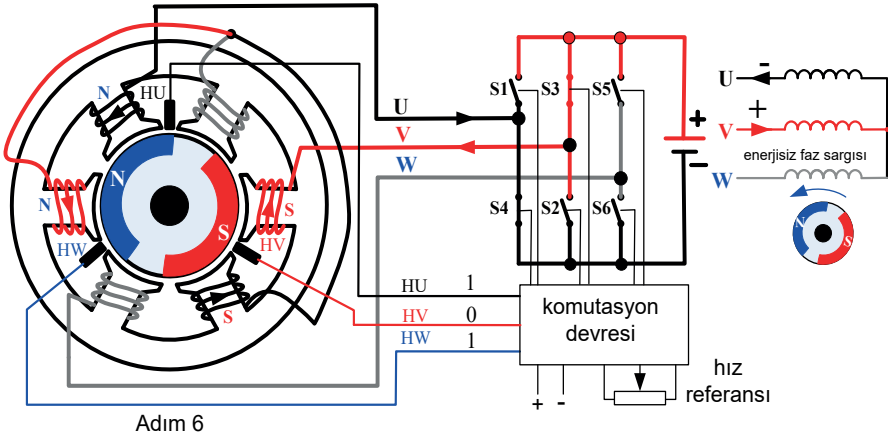 N
HU
N
N
S
S
HV
HW
S
U
V
W
S1
S3
S5
S4
S2
S6
+
-
HU 1
HV 0
HW 1
komutasyon
devresi
+ -
hız
referansı
U -
V +
enerjisiz faz sargısı
W
N
S
Adım 6